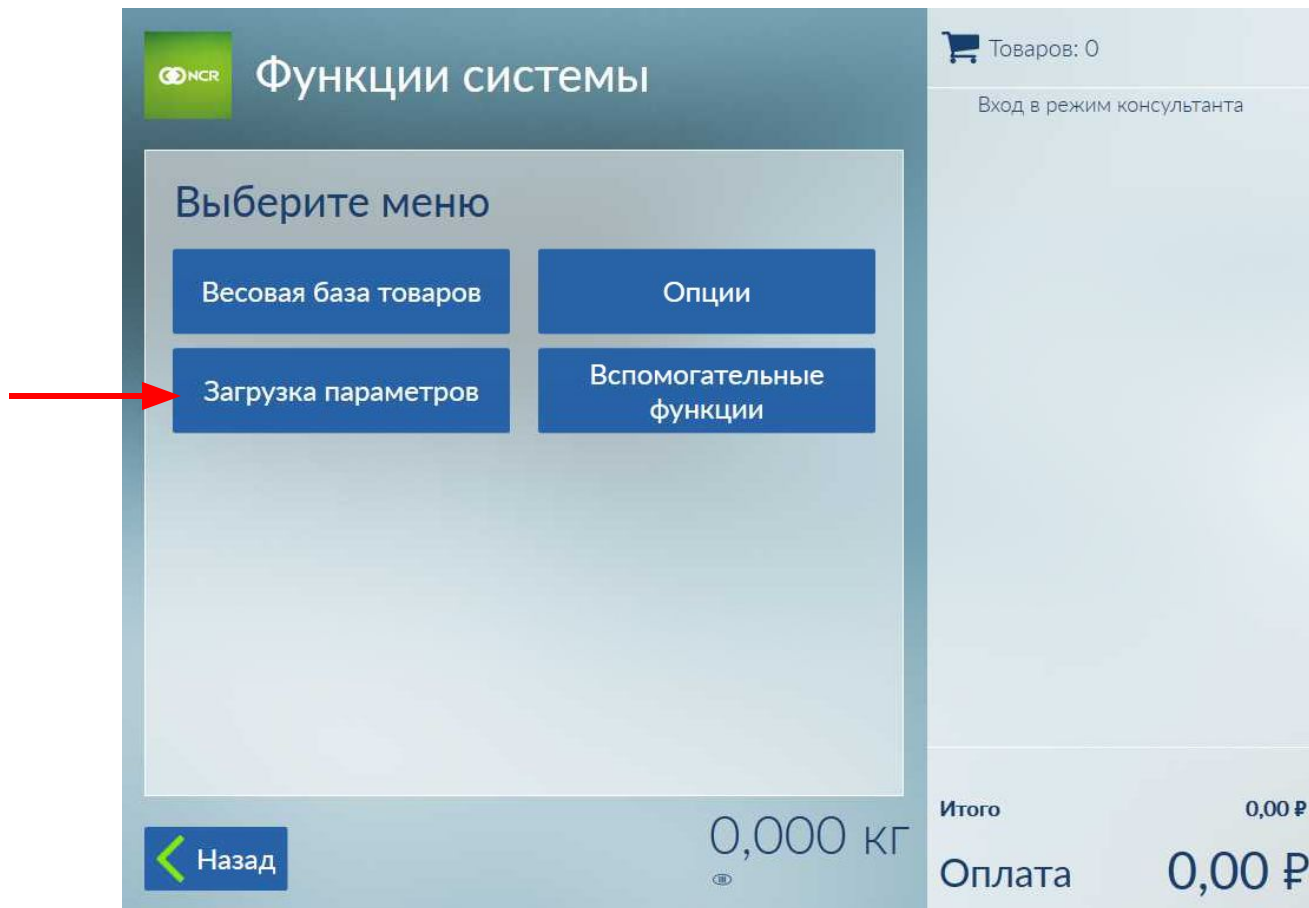 NCR
Функции системы
Выберите меню
Весовая база товаров
Опции
Загрузка параметров
Вспомогательные
функции
Назад
0,000 кг
Товаров: 0
Вход в режим консультанта
Итого 0,00 ₽
Оплата 0,00 ₽